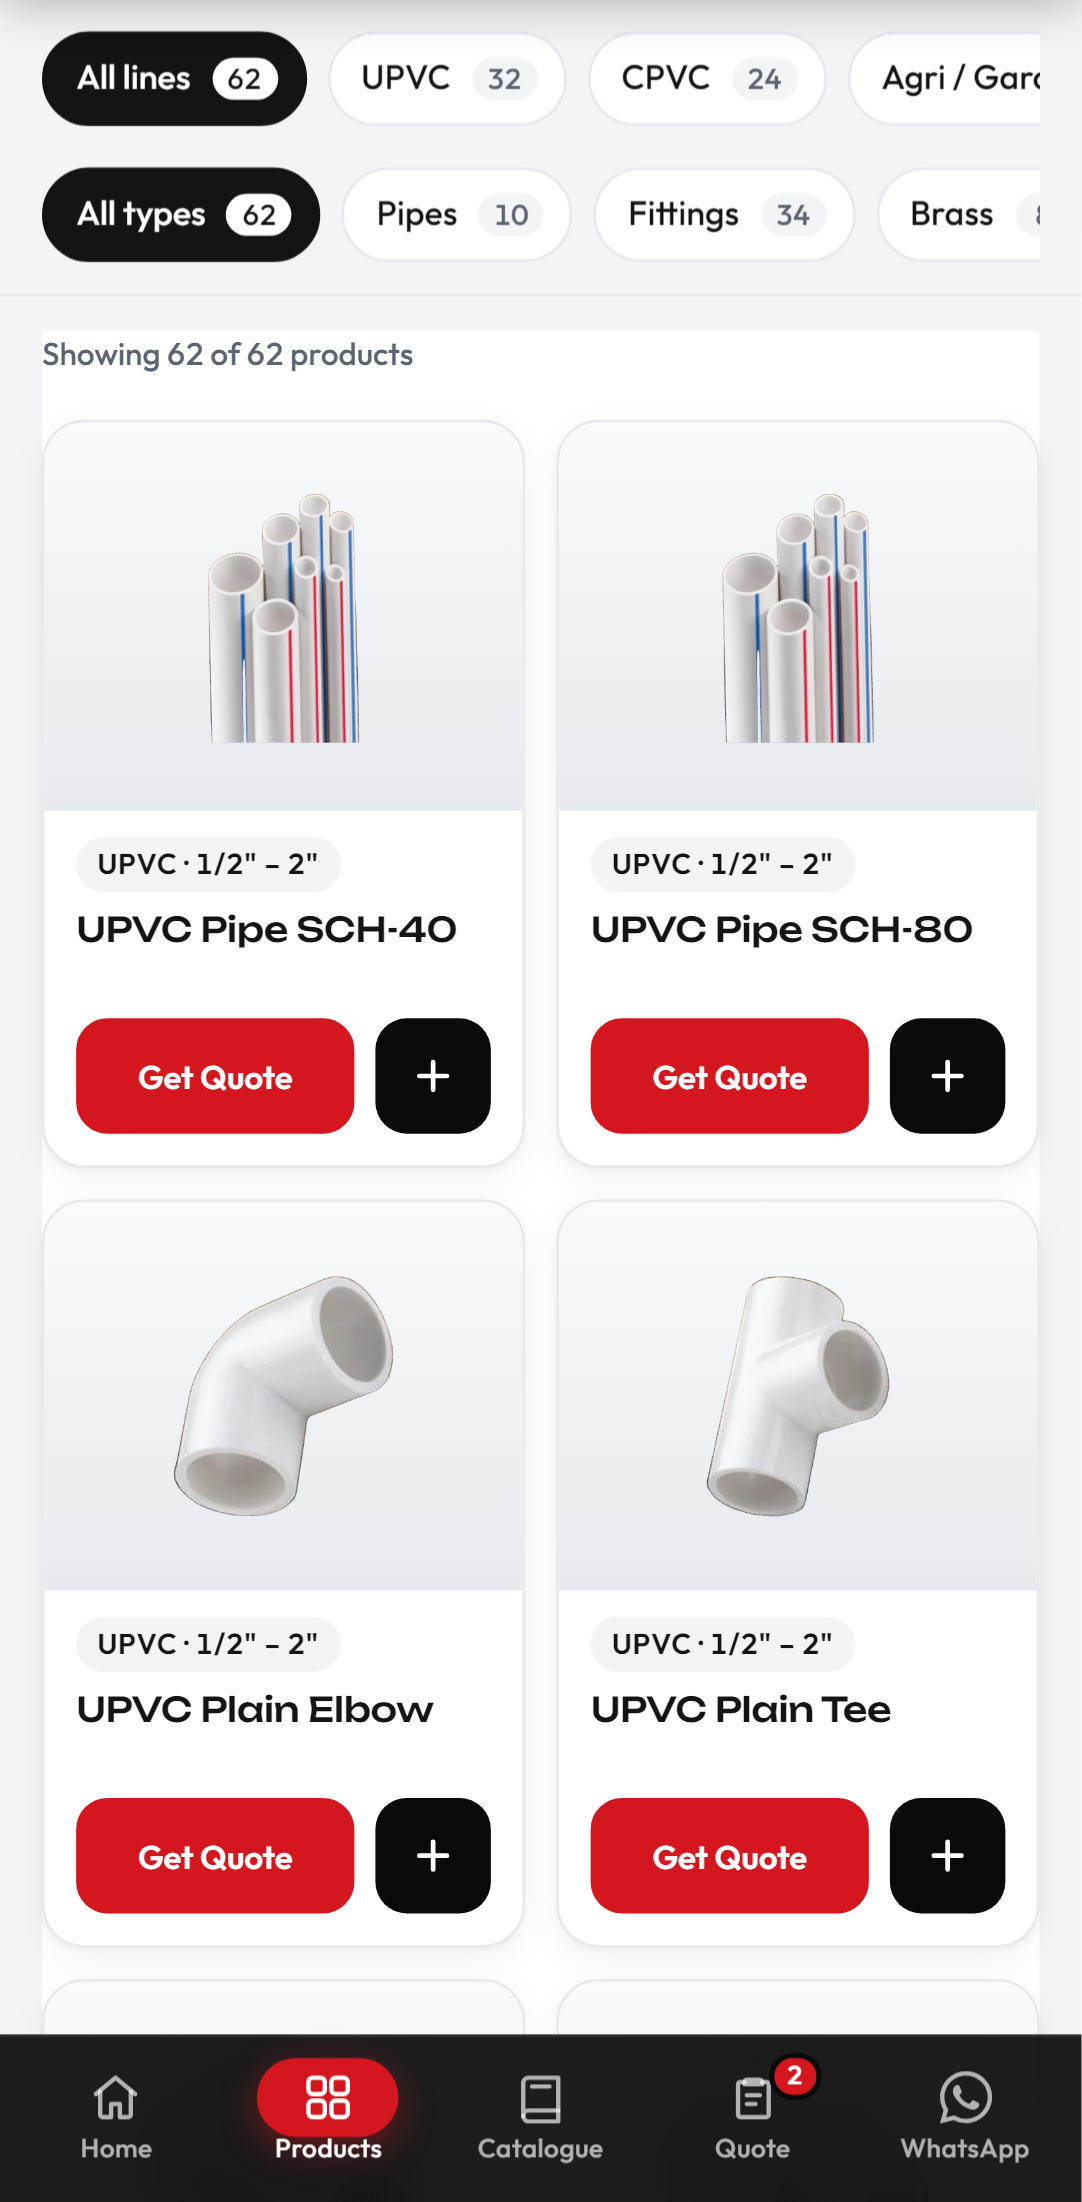 All lines 62 UPVC 32 CPVC 24 Agri /
All types 62 Pipes 10 Fittings 34 Brass
Showing 62 of 62 products
UPVC · 1/2" – 2" UPVC · 1/2" – 2"
UPVC Pipe SCH-40 UPVC Pipe SCH-80
Get Quote + Get Quote +
UPVC · 1/2" – 2" UPVC · 1/2" – 2"
UPVC Plain Elbow UPVC Plain Tee
Get Quote + Get Quote +
2
Home Products Catalogue Quote WhatsApp